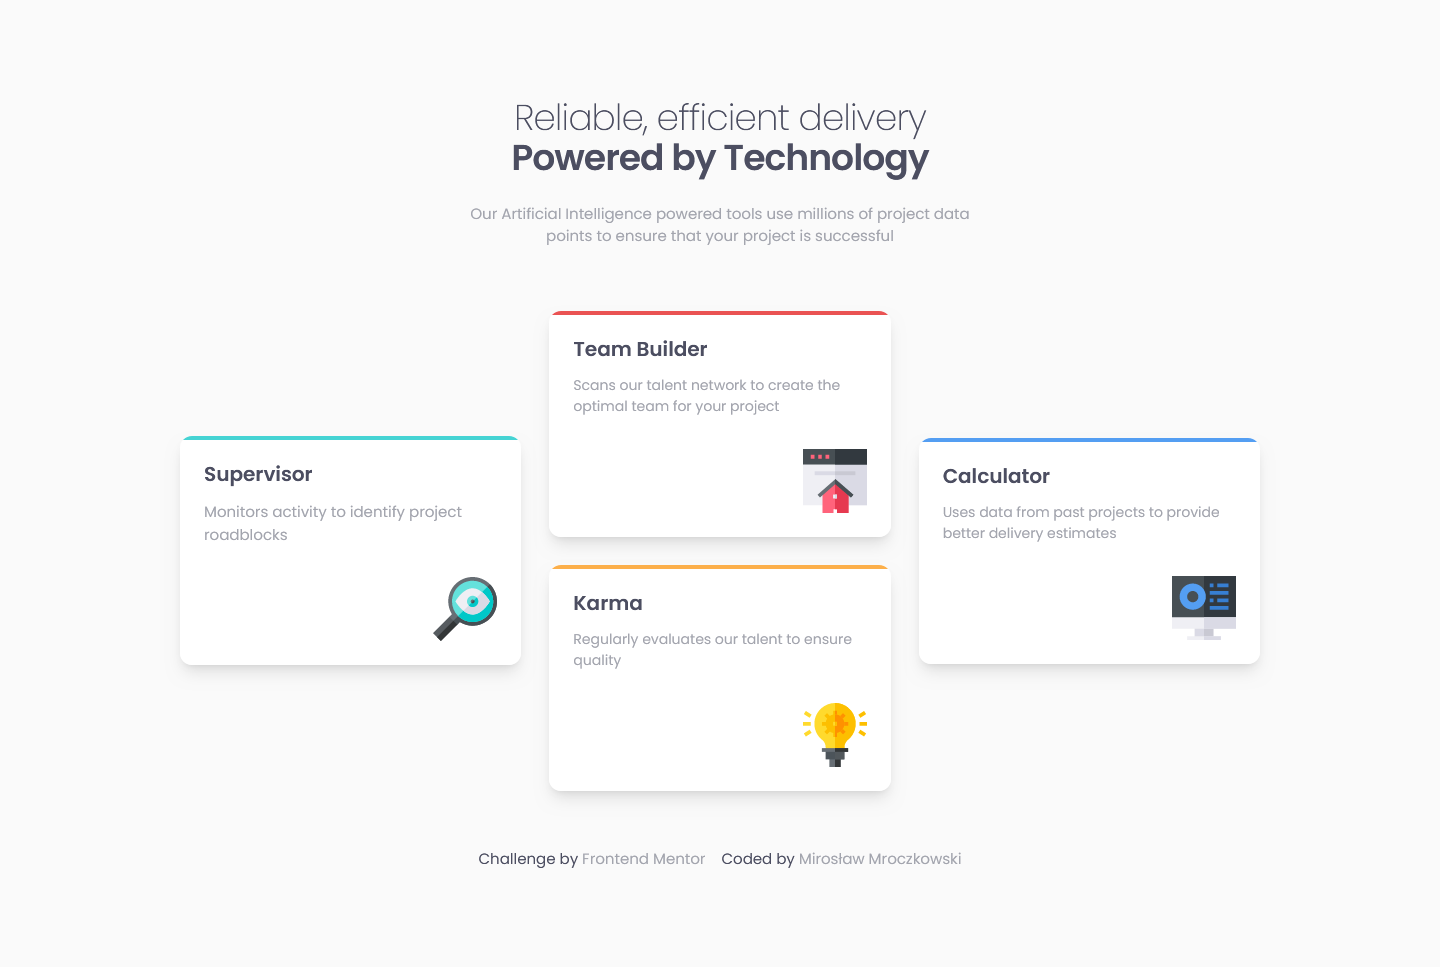 Reliable, efficient delivery
Powered by Technology
Our Artificial Intelligence powered tools use millions of project data
points to ensure that your project is successful
Supervisor
Monitors activity to identify project
roadblocks
Team Builder
Scans our talent network to create the
optimal team for your project
Karma
Regularly evaluates our talent to ensure
quality
Calculator
Uses data from past projects to provide
better delivery estimates
Challenge by Frontend Mentor Coded by Mirosław Mroczkowski